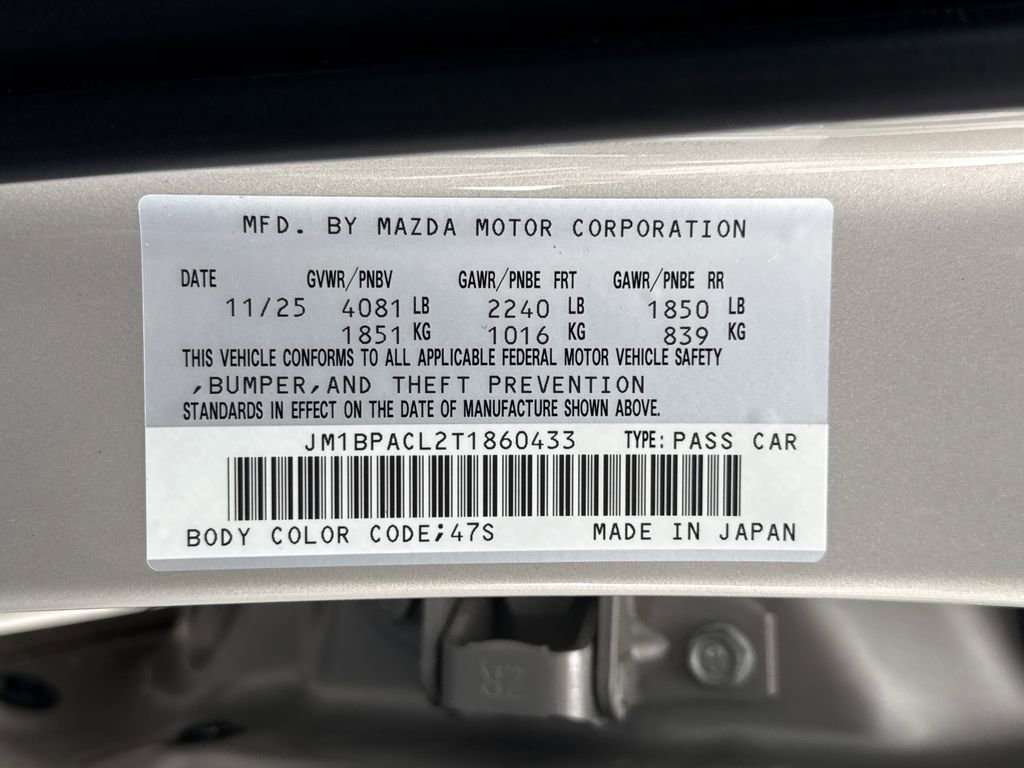 MFD. BY MAZDA MOTOR CORPORATION
DATE GVWR/PNBV GAWR/PNBE FRT GAWR/PNBE RR
11/25 4081 LB 2240 LB 1850 LB
1851 KG 1016 KG 839 KG
THIS VEHICLE CONFORMS TO ALL APPLICABLE FEDERAL MOTOR VEHICLE SAFETY
,BUMPER,AND THEFT PREVENTION
STANDARDS IN EFFECT ON THE DATE OF MANUFACTURE SHOWN ABOVE.
JM1BPACL2T1860433 TYPE: PASS CAR
BODY COLOR CODE;47S MADE IN JAPAN